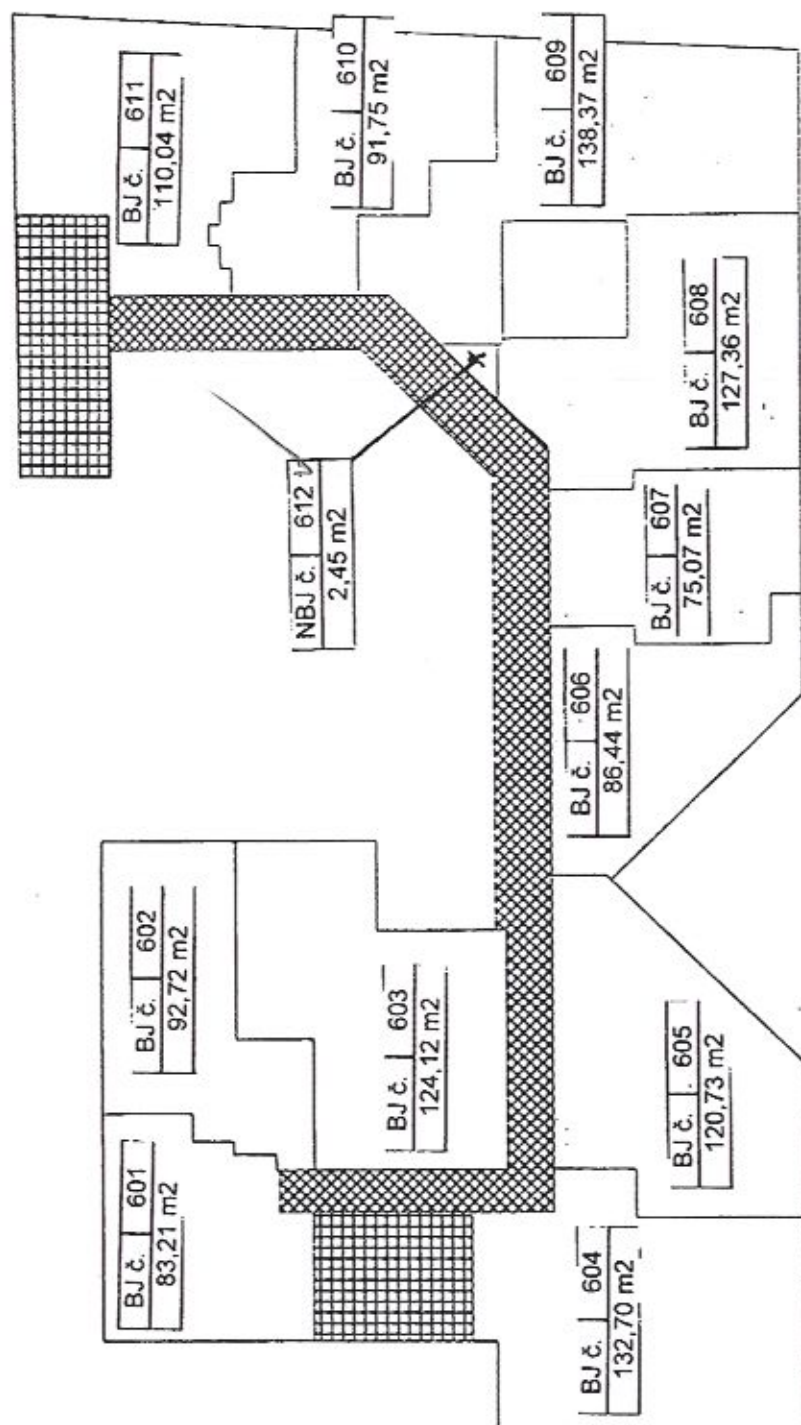 BJ č. 601
83,21 m2
BJ č. 602
92,72 m2
BJ č. 603
124,12 m2
BJ č. 604
132,70 m2
BJ č. 605
120,73 m2
BJ č. 606
86,44 m2
BJ č. 607
75,07 m2
BJ č. 608
127,36 m2
BJ č. 609
138,37 m2
BJ č. 610
91,75 m2
BJ č. 611
110,04 m2
NBJ č. 612
2,45 m2